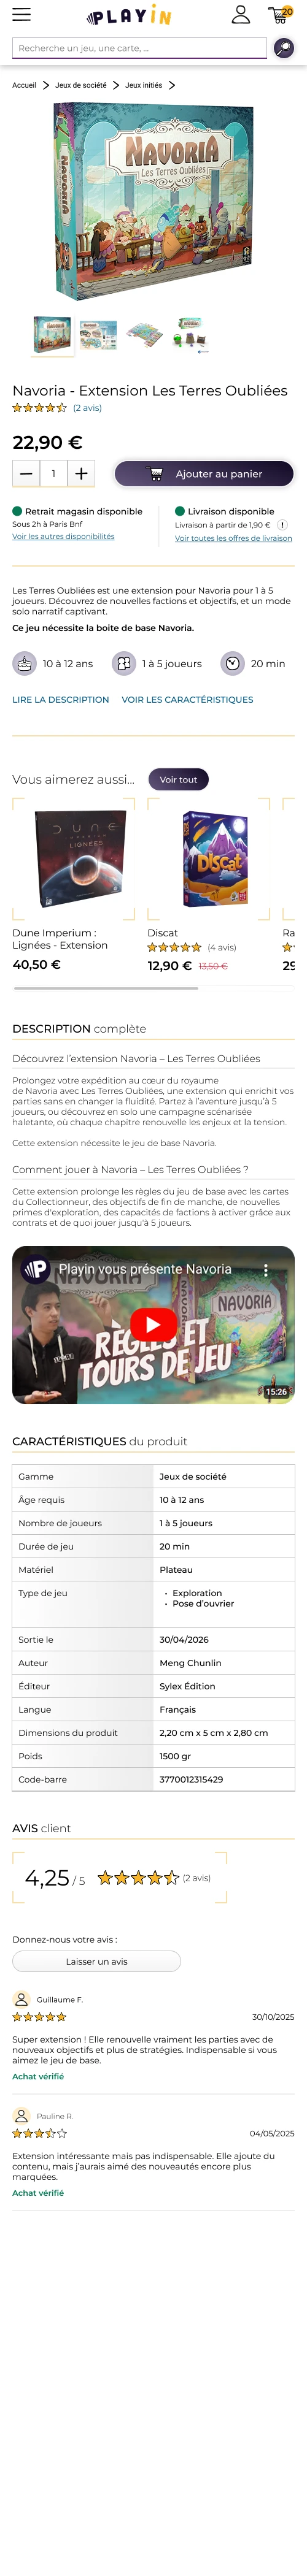 PLAYIN
20
Recherche un jeu, une carte, ...
Accueil > Jeux de société > Jeux initiés >
NAVORIA
Les Terres Oubliées
NAVORIA
Navoria - Extension Les Terres Oubliées
(2 avis)
22,90 €
1
Ajouter au panier
Retrait magasin disponible
Sous 2h à Paris Bnf
Voir les autres disponibilités
Livraison disponible
Livraison à partir de 1,90 € !
Voir toutes les offres de livraison
Les Terres Oubliées est une extension pour Navoria pour 1 à 5
joueurs. Découvrez de nouvelles factions et objectifs, et un mode
solo narratif captivant.
Ce jeu nécessite la boite de base Navoria.
10 à 12 ans
1 à 5 joueurs
20 min
LIRE LA DESCRIPTION
VOIR LES CARACTÉRISTIQUES
Vous aimerez aussi...
Voir tout
DUNE
LIGNÉES
Dune Imperium :
Lignées - Extension
40,50 €
DISCAT
Discat
(4 avis)
12,90 € 13,50 €
Ra
29
DESCRIPTION complète
Découvrez l’extension Navoria – Les Terres Oubliées
Prolongez votre expédition au cœur du royaume
de Navoria avec Les Terres Oubliées, une extension qui enrichit vos
parties sans en changer la fluidité. Partez à l’aventure jusqu’à 5
joueurs, ou découvrez en solo une campagne scénarisée
haletante, où chaque chapitre renouvelle les enjeux et la tension.
Cette extension nécessite le jeu de base Navoria.
Comment jouer à Navoria – Les Terres Oubliées ?
Cette extension prolonge les règles du jeu de base avec les cartes
du Collectionneur, des objectifs de fin de manche, de nouvelles
primes d'exploration, des capacités de factions à activer grâce aux
contrats et de quoi jouer jusqu'à 5 joueurs.
Playin vous présente Navoria
NAVORIA
NAVORIA
RÈGLES ET
TOURS DE JEU
15:26
CARACTÉRISTIQUES du produit
Gamme Jeux de société
Âge requis 10 à 12 ans
Nombre de joueurs 1 à 5 joueurs
Durée de jeu 20 min
Matériel Plateau
Type de jeu • Exploration
• Pose d’ouvrier
Sortie le 30/04/2026
Auteur Meng Chunlin
Éditeur Sylex Édition
Langue Français
Dimensions du produit 2,20 cm x 5 cm x 2,80 cm
Poids 1500 gr
Code-barre 3770012315429
AVIS client
4,25 / 5 (2 avis)
Donnez-nous votre avis :
Laisser un avis
Guillaume F.
30/10/2025
Super extension ! Elle renouvelle vraiment les parties avec de
nouveaux objectifs et plus de stratégies. Indispensable si vous
aimez le jeu de base.
Achat vérifié
Pauline R.
04/05/2025
Extension intéressante mais pas indispensable. Elle ajoute du
contenu, mais j’aurais aimé des nouveautés encore plus
marquées.
Achat vérifié